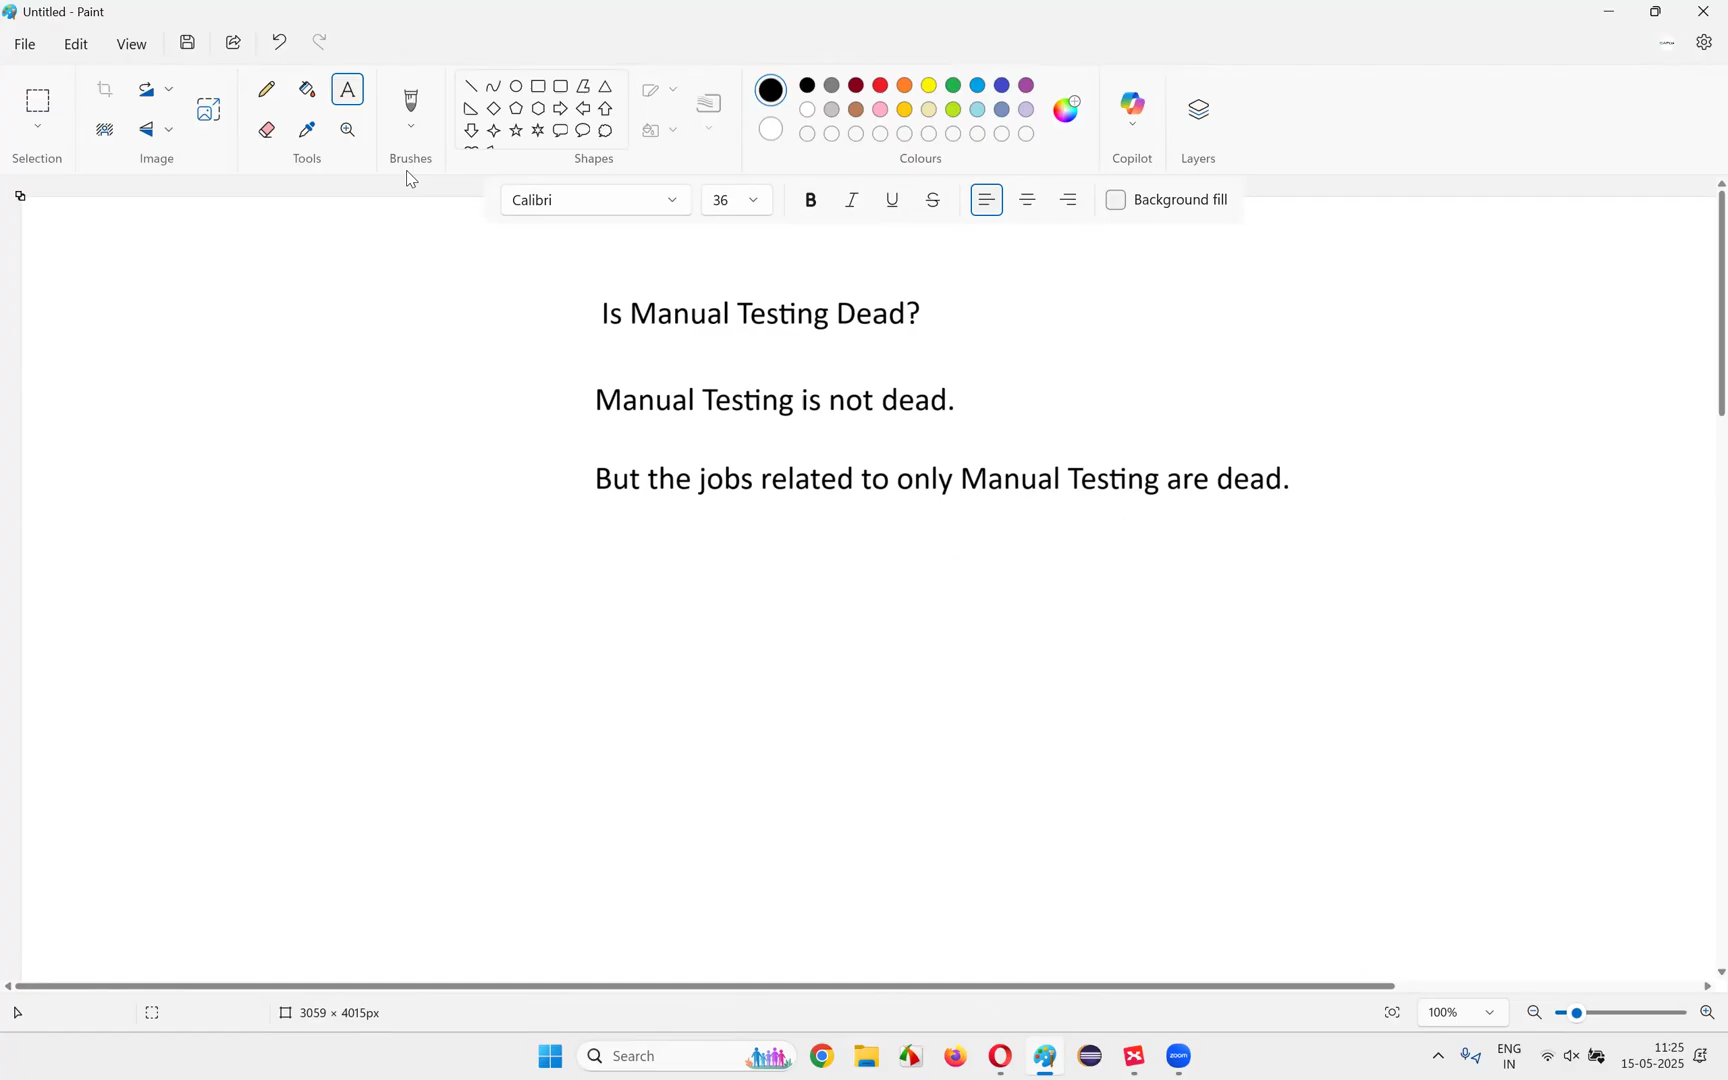 Untitled - Paint
File Edit View
Selection Image Tools Brushes Shapes Colours Copilot Layers
Calibri 36 B I U S Background fill
Is Manual Testing Dead?
Manual Testing is not dead.
But the jobs related to only Manual Testing are dead.
3059 × 4015px 100%
Search zoom ENG 11:25
IN 15-05-2025